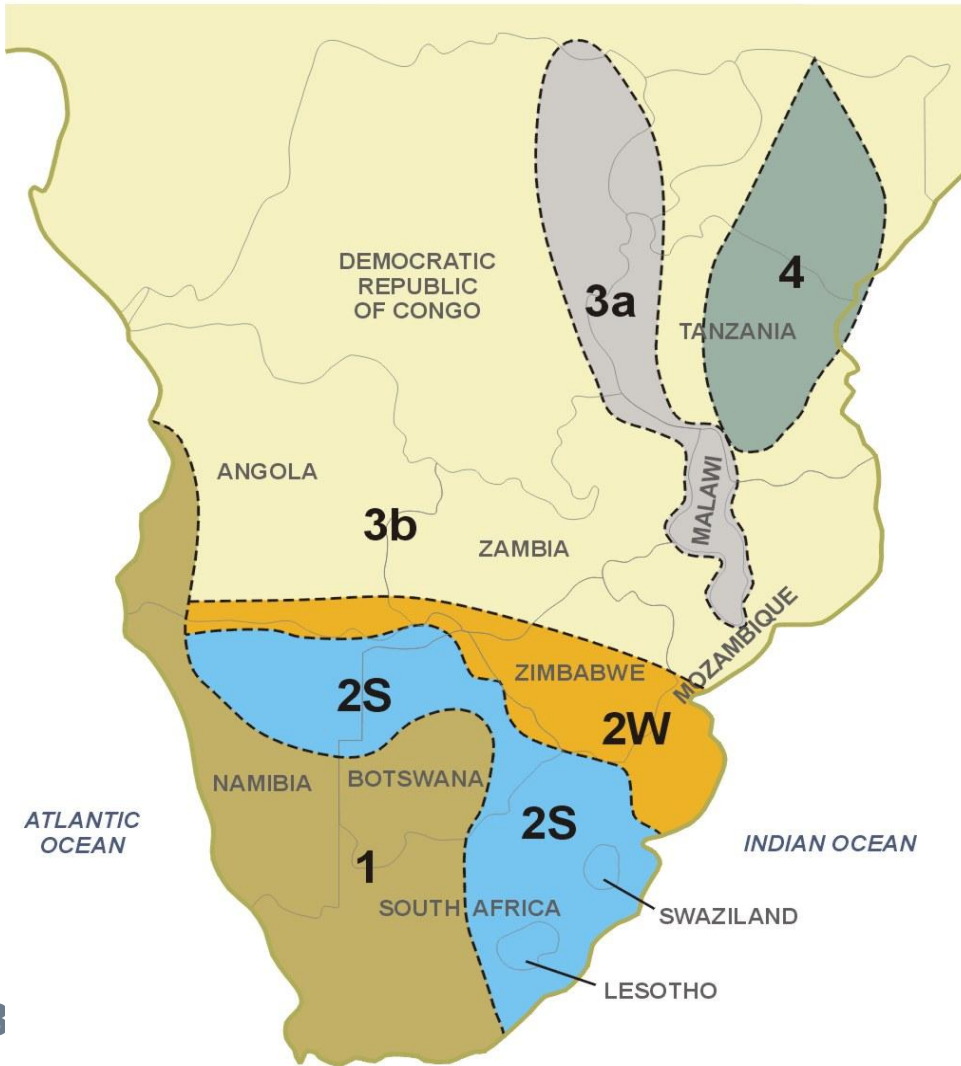 DEMOCRATIC
REPUBLIC
OF CONGO
3a
4
TANZANIA
ANGOLA
3b
ZAMBIA
MALAWI
MOZAMBIQUE
ZIMBABWE
2S
2W
NAMIBIA
BOTSWANA
ATLANTIC
OCEAN
2S
INDIAN OCEAN
1
SOUTH AFRICA
SWAZILAND
LESOTHO